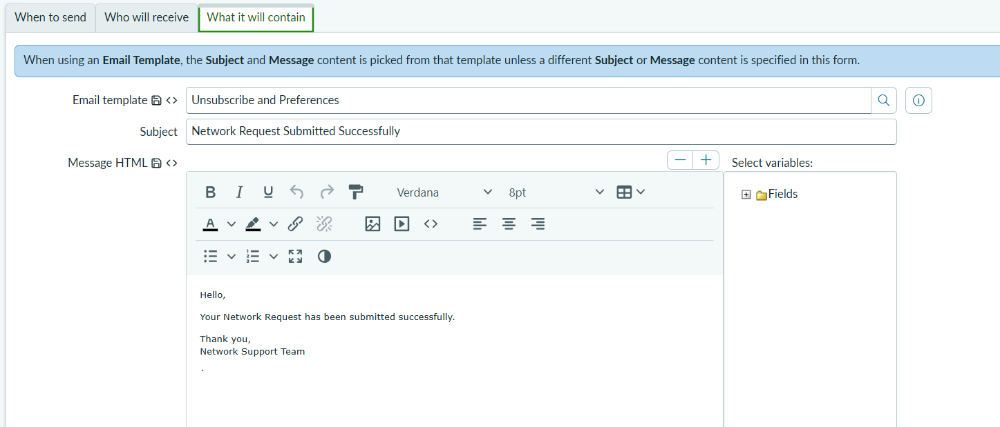 When to send Who will receive What it will contain
When using an Email Template, the Subject and Message content is picked from that template unless a different Subject or Message content is specified in this form.
Email template Unsubscribe and Preferences
Subject Network Request Submitted Successfully
Message HTML Select variables:
B I U Verdana 8pt Fields
A
Hello,
Your Network Request has been submitted successfully.
Thank you,
Network Support Team
`